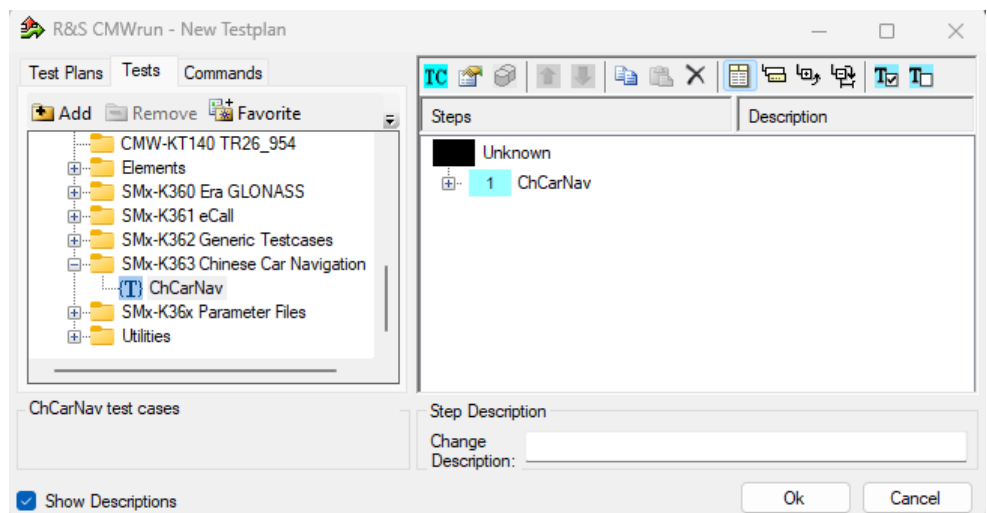 R&S CMWrun - New Testplan
Test Plans Tests Commands
Add Remove Favorite
CMW-KT140 TR26_954
Elements
SMx-K360 Era GLONASS
SMx-K361 eCall
SMx-K362 Generic Testcases
SMx-K363 Chinese Car Navigation
{T} ChCarNav
SMx-K36x Parameter Files
Utilities
ChCarNav test cases
Show Descriptions
TC T T
Steps Description
Unknown
1 ChCarNav
Step Description
Change
Description:
Ok Cancel